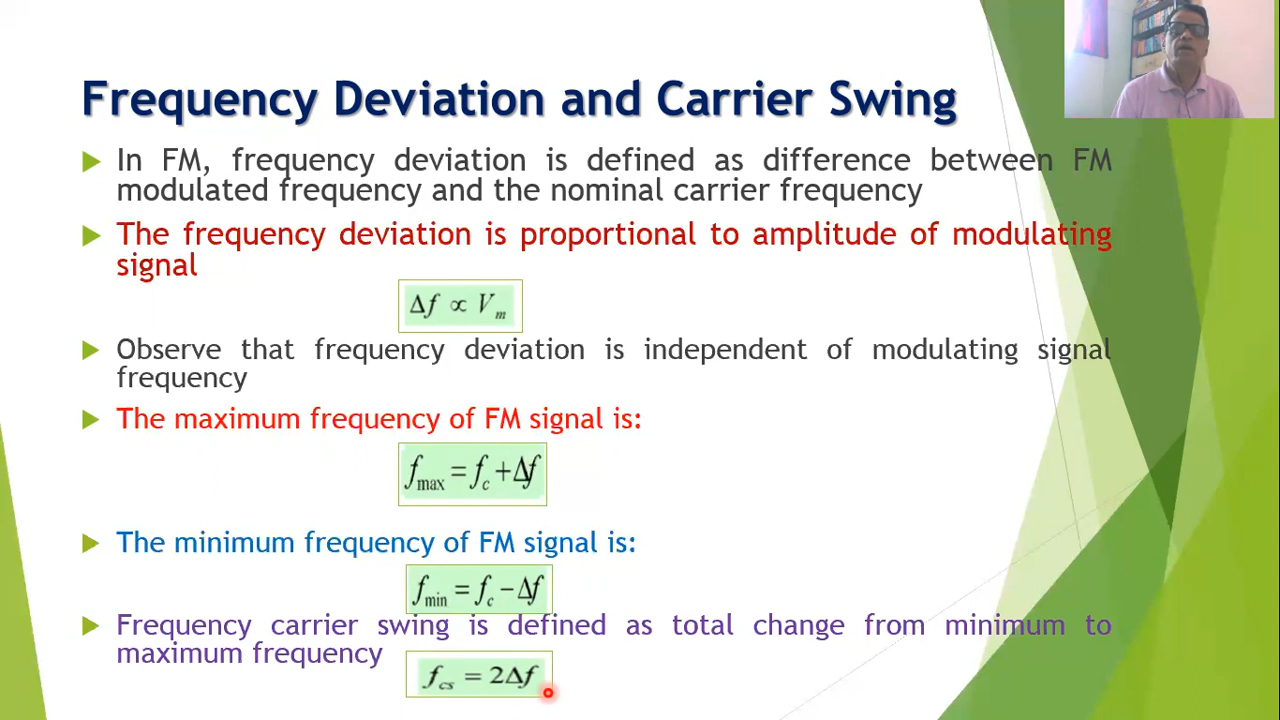 Frequency Deviation and Carrier Swing
In FM, frequency deviation is defined as difference between FM
modulated frequency and the nominal carrier frequency
The frequency deviation is proportional to amplitude of modulating
signal
Δf ∝ Vm
Observe that frequency deviation is independent of modulating signal
frequency
The maximum frequency of FM signal is:
fmax = fc + Δf
The minimum frequency of FM signal is:
fmin = fc − Δf
Frequency carrier swing is defined as total change from minimum to
maximum frequency
fcs = 2Δf